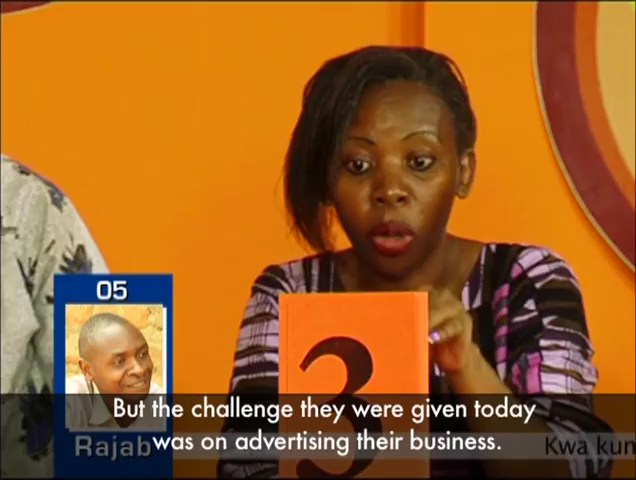 05
3
But the challenge they were given today
was on advertising their business.
Rajab
Kwa kun